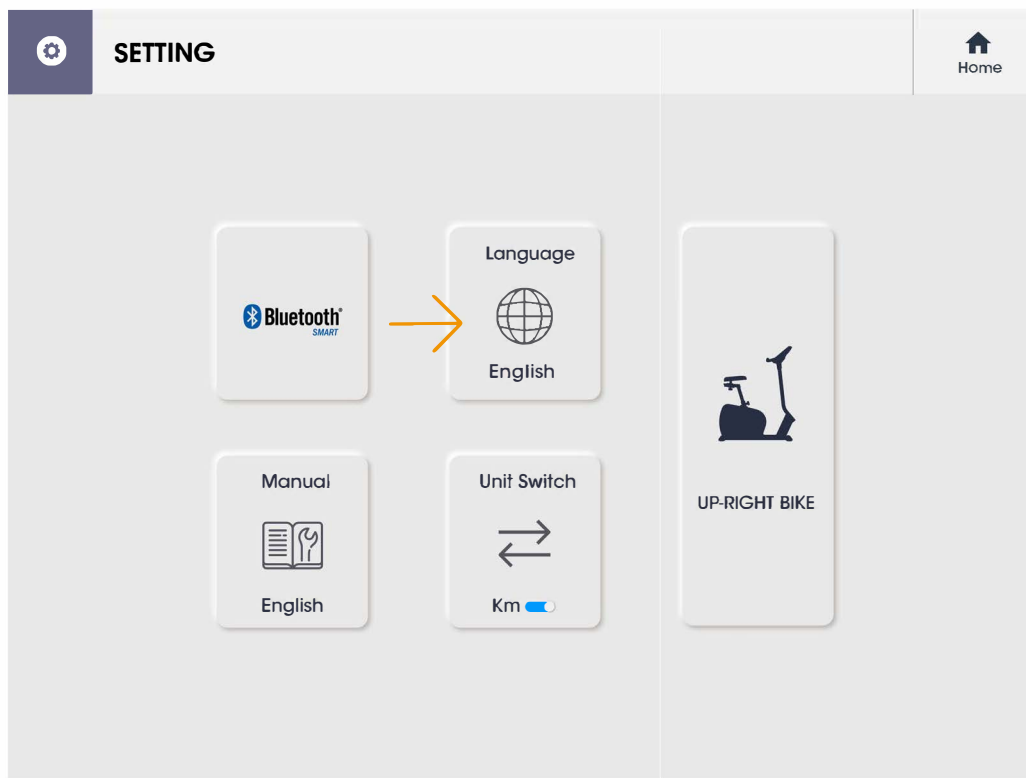 SETTING
Home
Bluetooth®
SMART
Language
English
Manual
English
Unit Switch
Km
UP-RIGHT BIKE